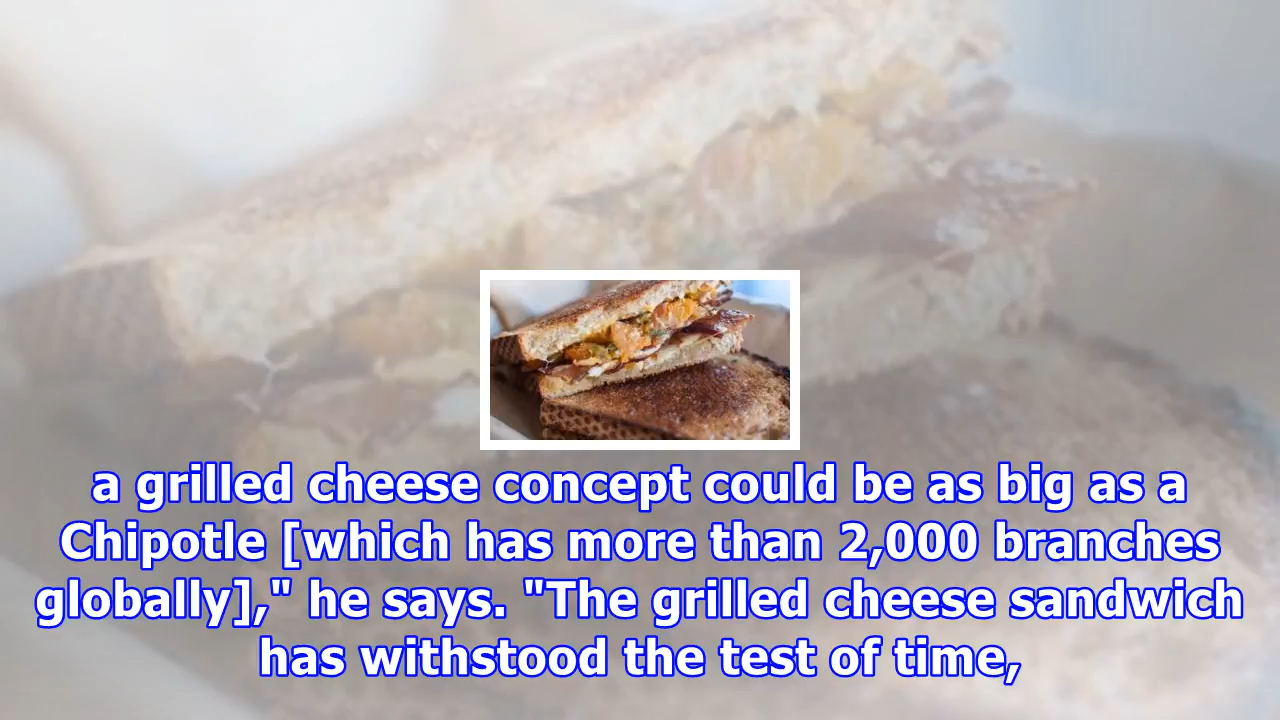 a grilled cheese concept could be as big as a
Chipotle [which has more than 2,000 branches
globally]," he says. "The grilled cheese sandwich
has withstood the test of time,